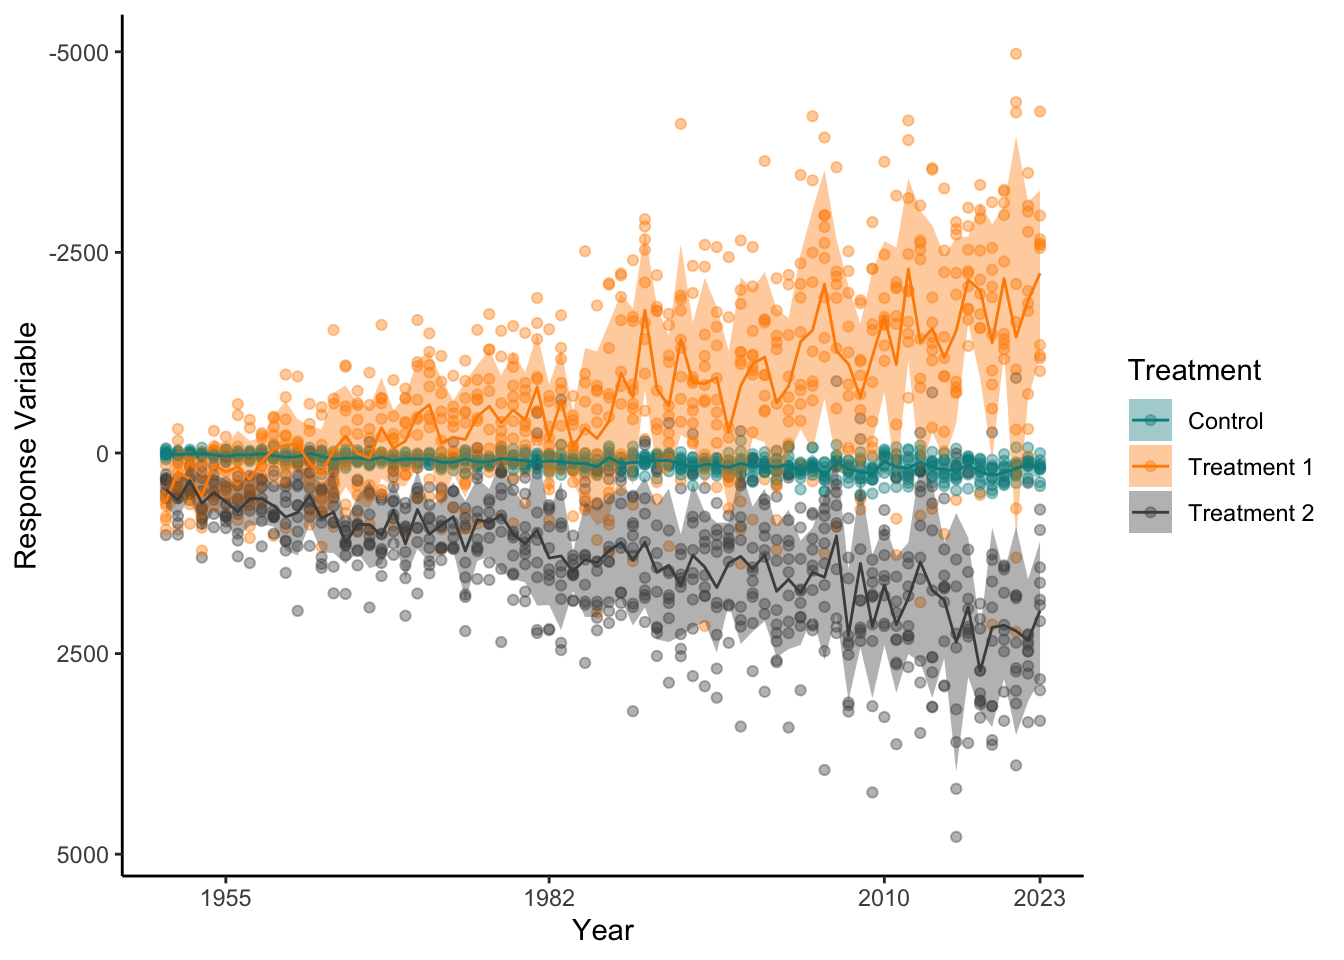 -5000
-2500
0
2500
5000
Response Variable
1955
1982
2010
2023
Year
Treatment
Control
Treatment 1
Treatment 2